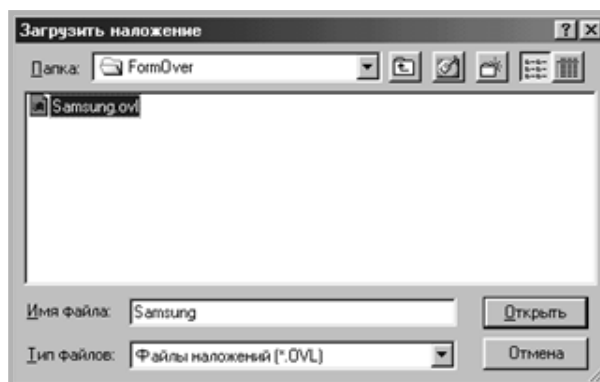 Загрузить наложение
Папка: FormOver
Samsung.ovl
Имя файла: Samsung Открыть
Тип файлов: Файлы наложений (*.OVL) Отмена